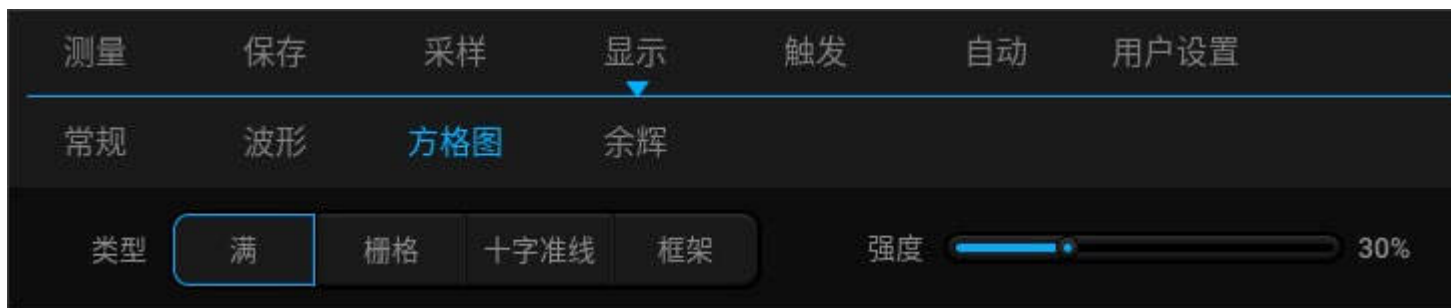 测量 保存 采样 显示 触发 自动 用户设置
常规 波形 方格图 余辉
类型 满 栅格 十字准线 框架 强度 30%